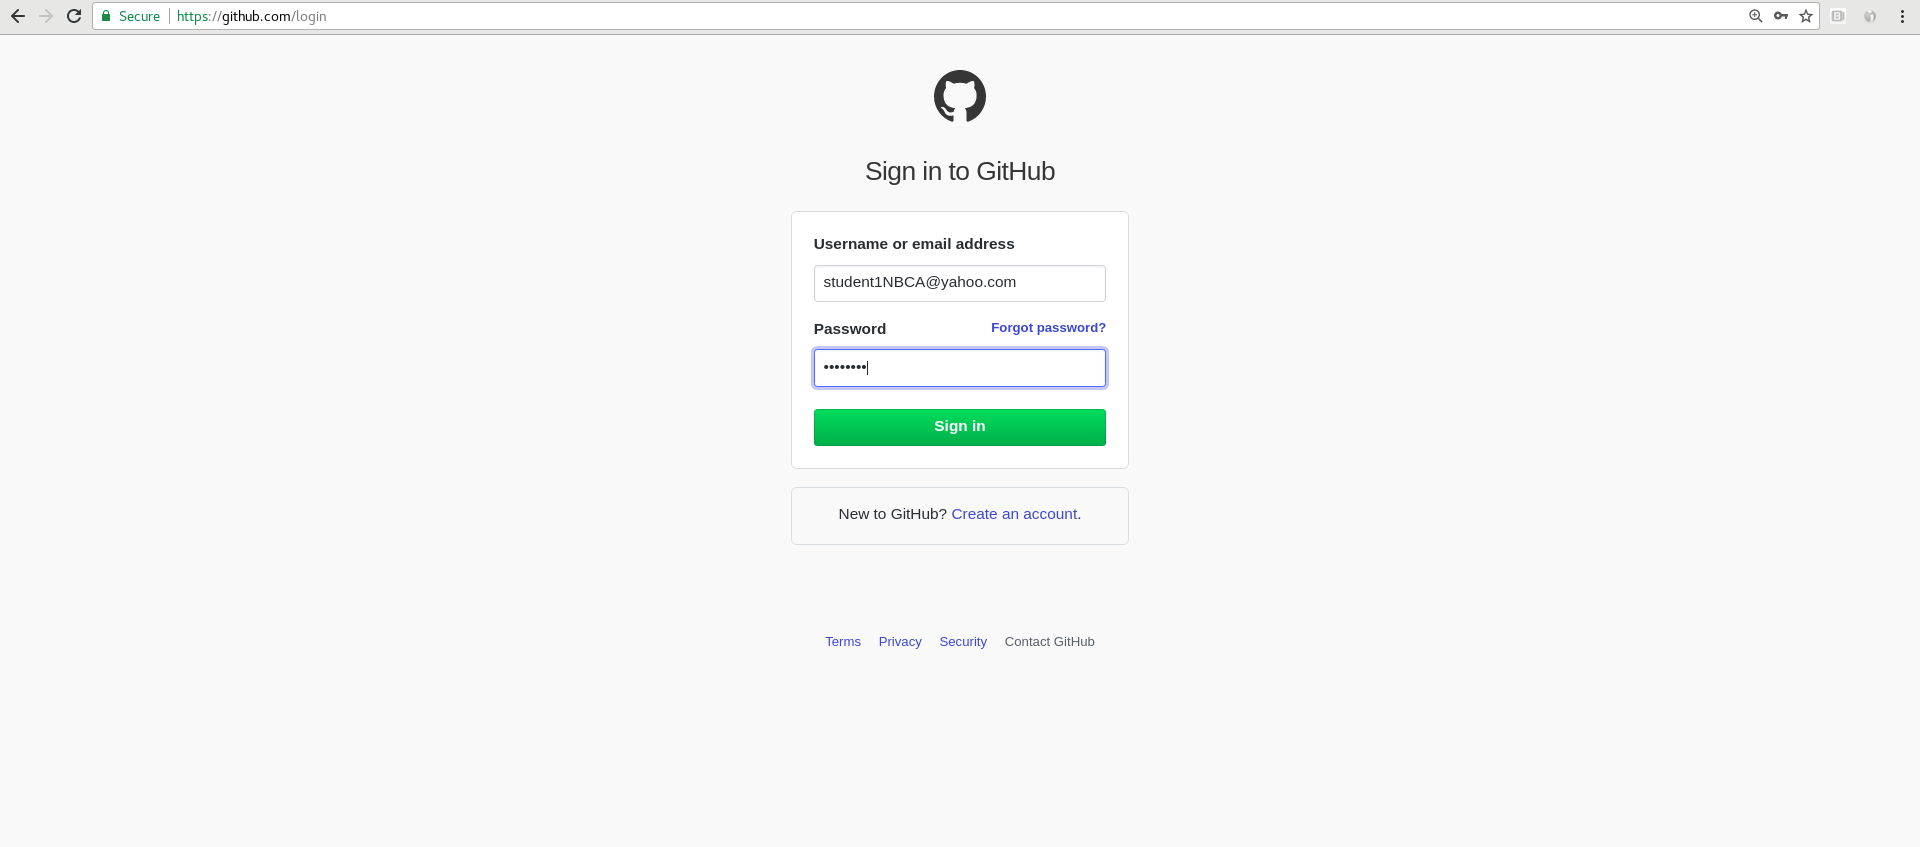 Secure https://github.com/login
Sign in to GitHub
Username or email address
student1NBCA@yahoo.com
Password Forgot password?
••••••••
Sign in
New to GitHub? Create an account.
Terms Privacy Security Contact GitHub